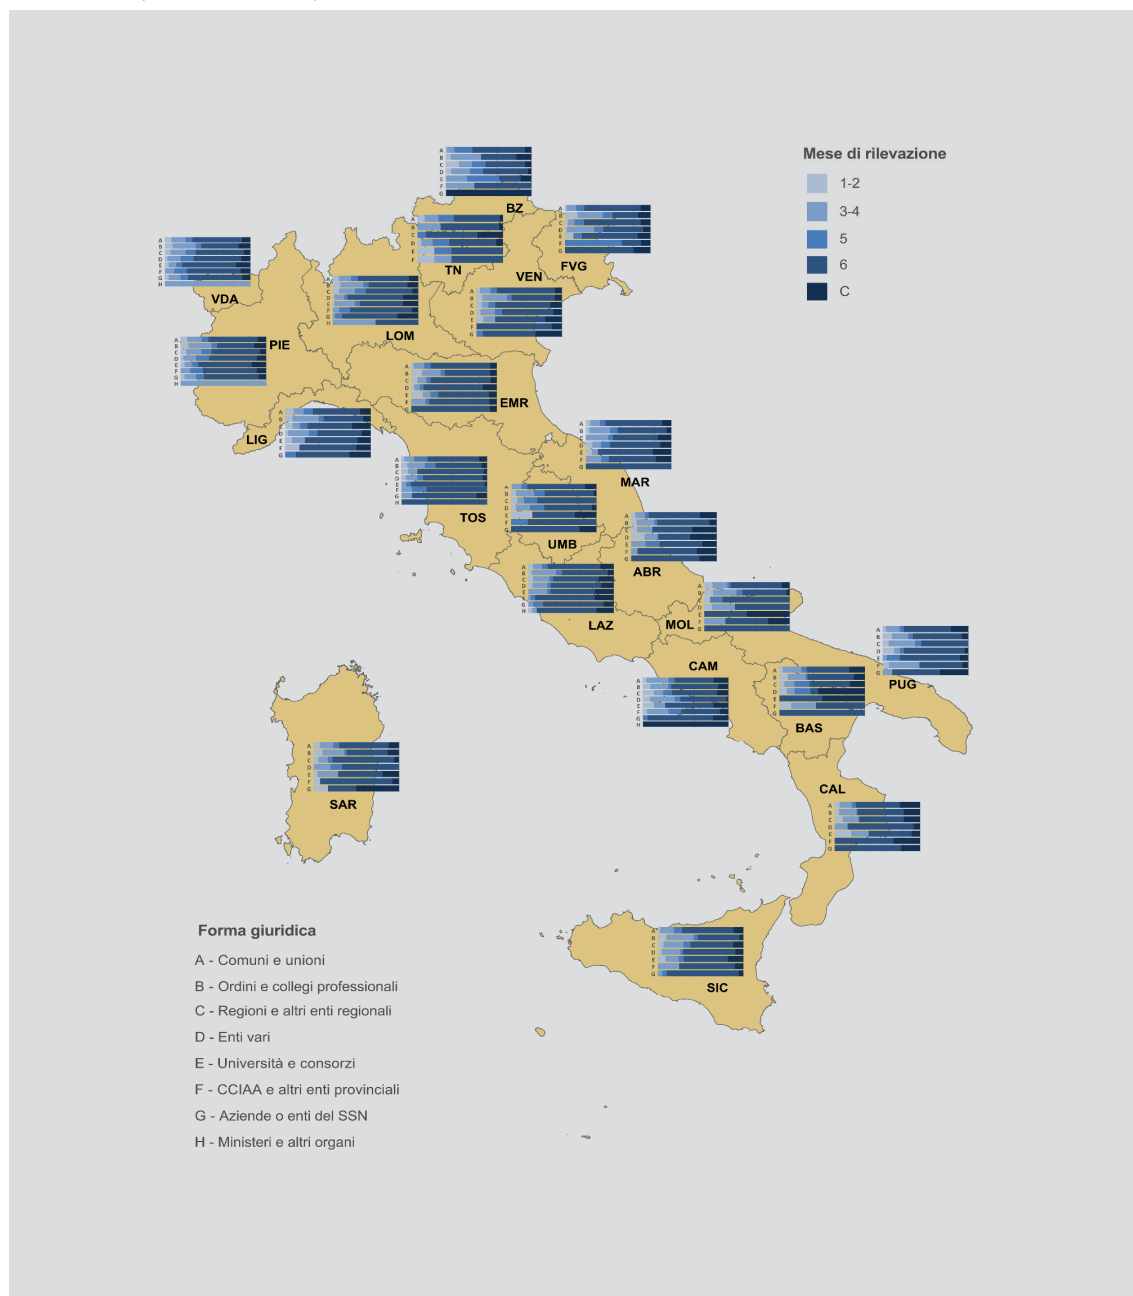 Mese di rilevazione
1-2
3-4
5
6
C
BZ
TN
VEN
FVG
VDA
LOM
PIE
EMR
LIG
MAR
TOS
UMB
ABR
LAZ
MOL
CAM
PUG
BAS
SAR
CAL
SIC
Forma giuridica
A - Comuni e unioni
B - Ordini e collegi professionali
C - Regioni e altri enti regionali
D - Enti vari
E - Università e consorzi
F - CCIAA e altri enti provinciali
G - Aziende o enti del SSN
H - Ministeri e altri organi